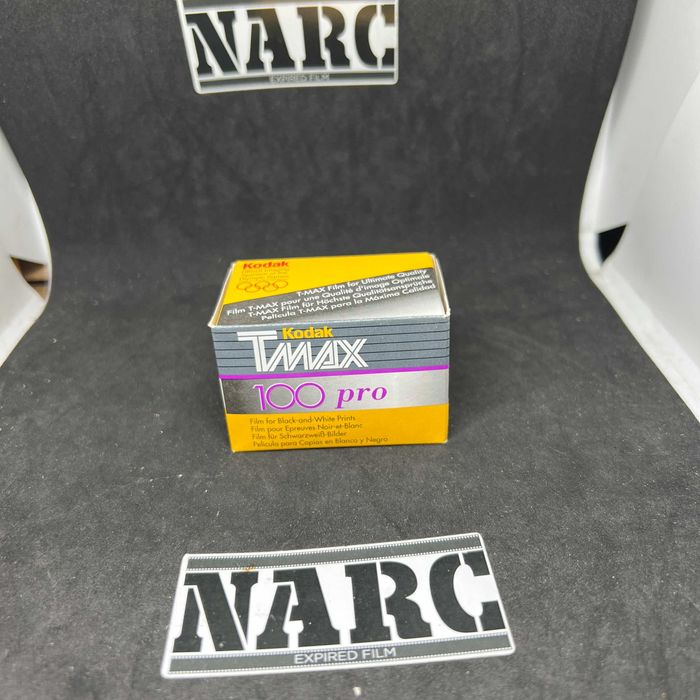 NARC
EXPIRED FILM
Kodak
T-MAX Film for Ultimate Quality
Film T-MAX pour une Qualité d'image Optimale
T-MAX Film für Höchste Qualitätsansprüche
Película T-MAX para la Máxima Calidad
Kodak
TMAX
100 pro
Film for Black-and-White Prints
Film pour Epreuves Noir-et-Blanc
Film für Schwarzweiß-Bilder
Película para Copias en Blanco y Negro
NARC
EXPIRED FILM